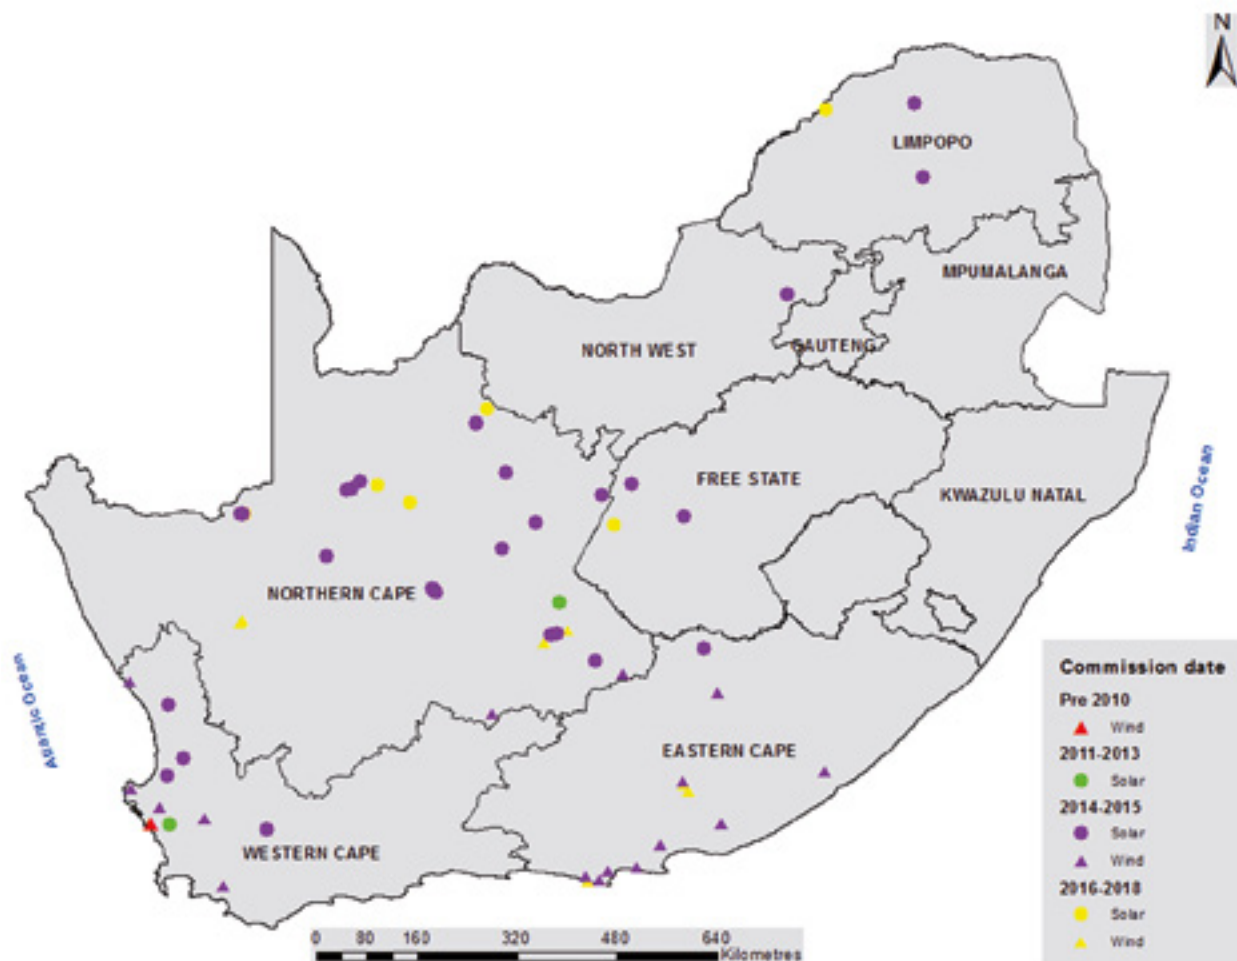 N
LIMPOPO
MPUMALANGA
NORTH WEST
GAUTENG
FREE STATE
KWAZULU NATAL
Indian Ocean
NORTHERN CAPE
Atlantic Ocean
EASTERN CAPE
WESTERN CAPE
Commission date
Pre 2010
Wind
2011-2013
Solar
2014-2015
Solar
Wind
2016-2018
Solar
Wind
0 80 160 320 480 640
Kilometres